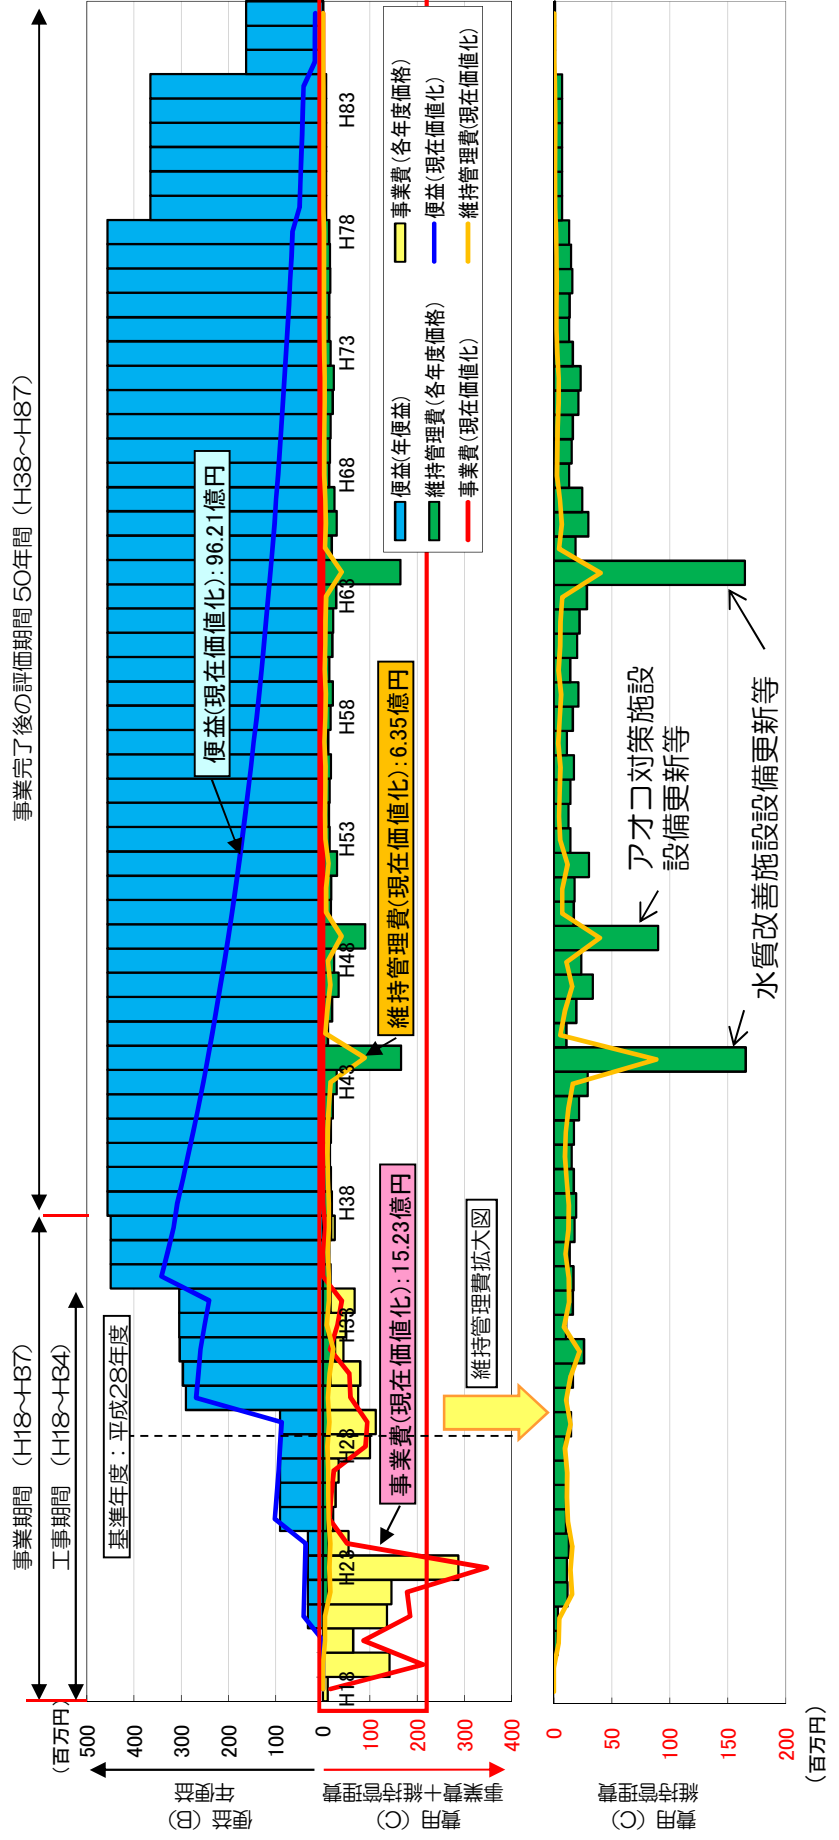 事業完了後の評価期間 50年間（H38～H87）
事業期間 （H18～H37）
工事期間 （H18～H34）
基準年度：平成28年度
（百万円）
500
400
300
200
100
0
100
200
300
400
便益（B）
年便益
費用（C）
事業費＋維持管理費
便益(現在価値化)：96.21億円
維持管理費(現在価値化)：6.35億円
事業費(現在価値化)：15.23億円
H18
H23
H28
H33
H38
H43
H48
H53
H58
H63
H68
H73
H78
H83
便益(年便益)
事業費(各年度価格)
維持管理費(各年度価格)
便益(現在価値化)
事業費(現在価値化)
維持管理費(現在価値化)
維持管理費拡大図
0
50
100
150
200
（百万円）
費用（C）
維持管理費
アオコ対策施設
設備更新等
水質改善施設設備更新等